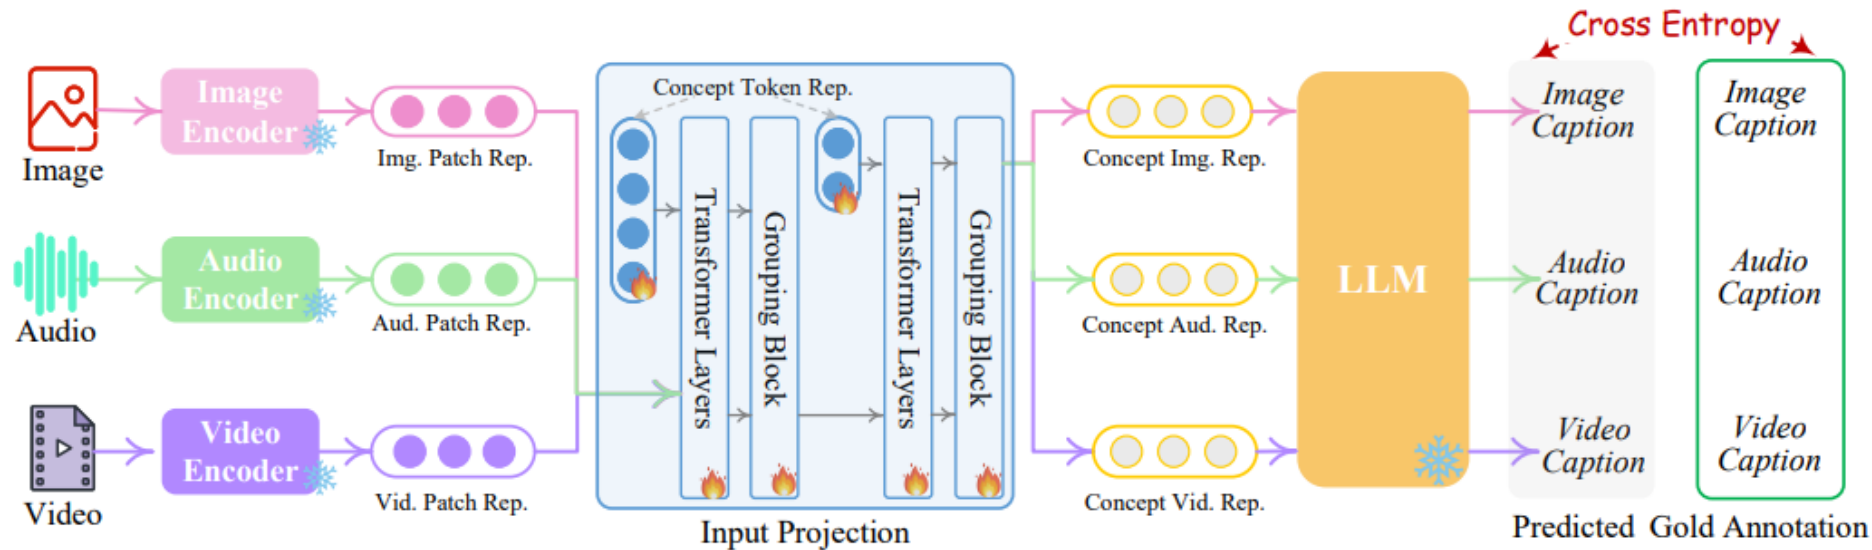 Cross Entropy
Image
Image
Encoder
Img. Patch Rep.
Audio
Audio
Encoder
Aud. Patch Rep.
Video
Video
Encoder
Vid. Patch Rep.
Concept Token Rep.
Transformer Layers
Grouping Block
Transformer Layers
Grouping Block
Input Projection
Concept Img. Rep.
Concept Aud. Rep.
Concept Vid. Rep.
LLM
Image
Caption
Audio
Caption
Video
Caption
Predicted
Image
Caption
Audio
Caption
Video
Caption
Gold Annotation